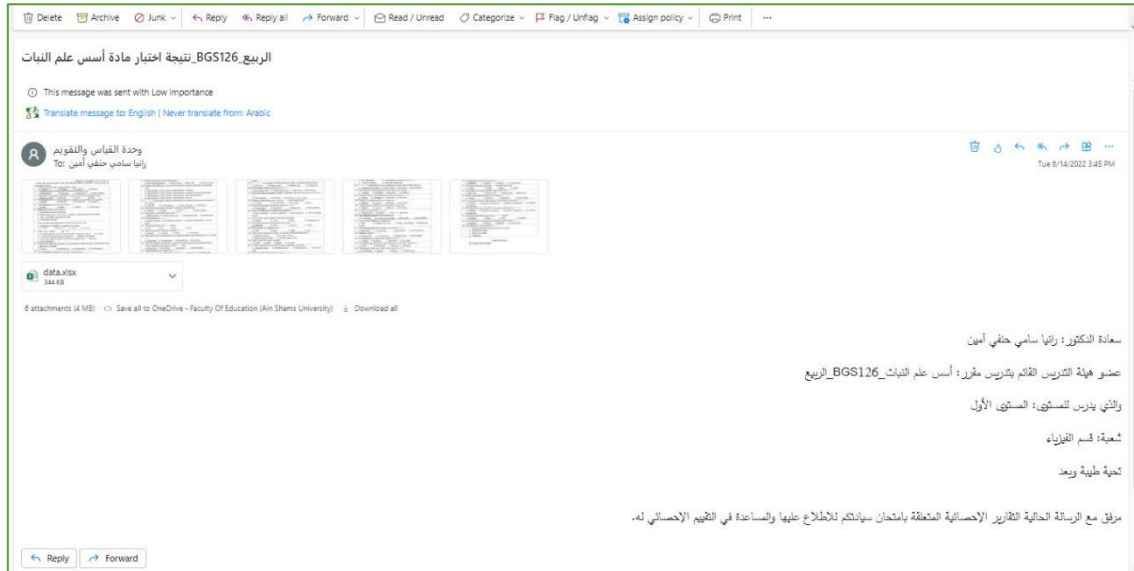 Delete Archive Junk Reply Reply all Forward Read / Unread Categorize Flag / Unflag Assign policy Print ...
الربيع_BGS126_نتيجة اختبار مادة أسس علم النبات
This message was sent with Low importance
Translate message to: English | Never translate from: Arabic
R
وحدة القياس والتقويم
To: رانيا سامي حنفي أمين
Tue 6/14/2022 3:45 PM
data.xlsx
344 KB
6 attachments (4 MB) Save all to OneDrive - Faculty Of Education (Ain Shams University) Download all
سعادة الدكتور: رانيا سامي حنفي أمين
عضو هيئة التدريس القائم بتدريس مقرر: أسس علم النبات_BGS126_الربيع
والذي يدرس للمستوى: المستوى الأول
شعبة: قسم الفيزياء
تحية طيبة وبعد
مرفق مع الرسالة الحالية التقارير الإحصائية المتعلقة بامتحان سيادتكم للاطلاع عليها والمساعدة في التقييم الإحصائي له.
Reply Forward